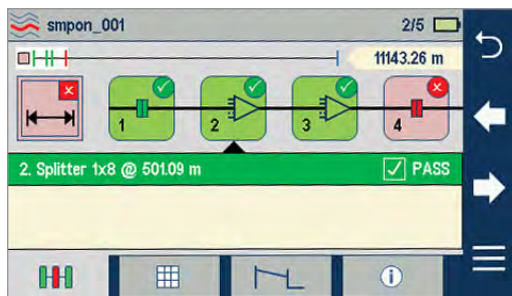 smpon_001 2/5
11143.26 m
1 2 3 4
2. Splitter 1x8 @ 501.09 m PASS
i